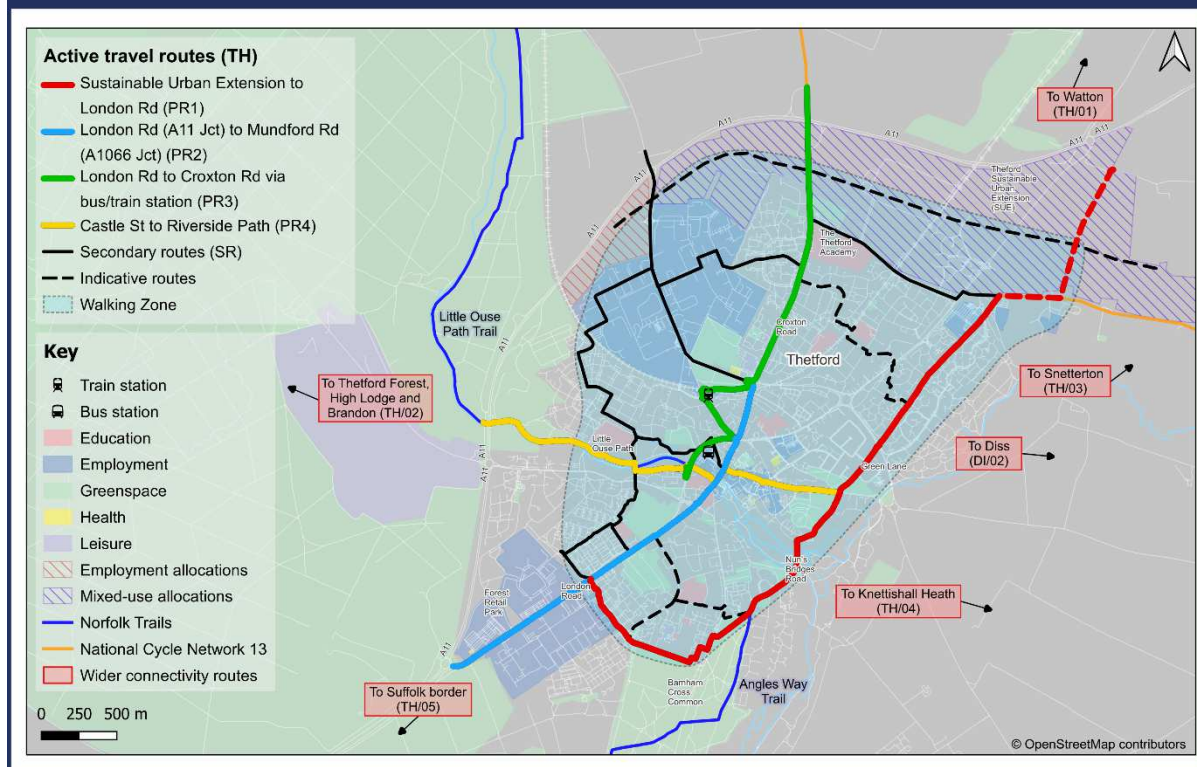 Active travel routes (TH)
Sustainable Urban Extension to
London Rd (PR1)
London Rd (A11 Jct) to Mundford Rd
(A1066 Jct) (PR2)
London Rd to Croxton Rd via
bus/train station (PR3)
Castle St to Riverside Path (PR4)
Secondary routes (SR)
Indicative routes
Walking Zone
Key
Train station
Bus station
Education
Employment
Greenspace
Health
Leisure
Employment allocations
Mixed-use allocations
Norfolk Trails
National Cycle Network 13
Wider connectivity routes
0 250 500 m
To Watton
(TH/01)
A11
A11
A11
Theford
Sustainable
Urban
Extension
(SUE)
A11
The
Thetford
Academy
Little Ouse
Path Trail
A11
Croxton
Road
Thetford
To Snetterton
(TH/03)
To Thetford Forest,
High Lodge and
Brandon (TH/02)
Little
Ouse Path
To Diss
(DI/02)
A11
Green Lane
Nun's
Bridges
Road
London
Road
Forest
Retail
Park
To Knettishall Heath
(TH/04)
A11
Barnham
Cross
Common
Angles Way
Trail
To Suffolk border
(TH/05)
© OpenStreetMap contributors